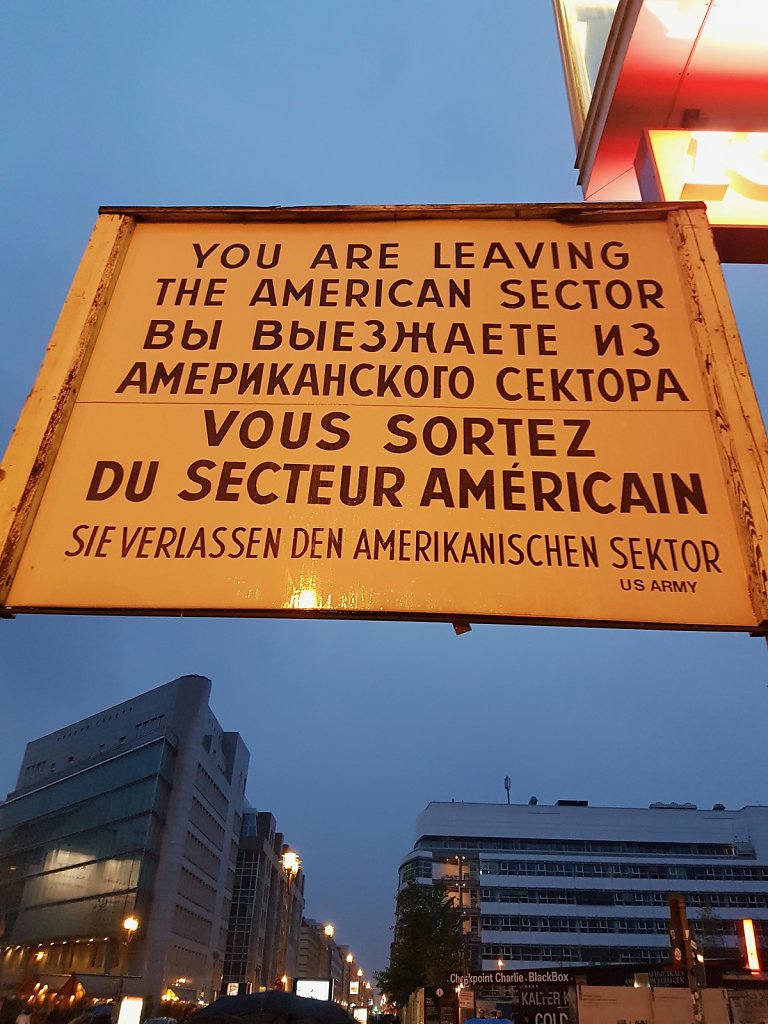 YOU ARE LEAVING
THE AMERICAN SECTOR
ВЫ ВЫЕЗЖАЕТЕ ИЗ
АМЕРИКАНСКОГО СЕКТОРА
VOUS SORTEZ
DU SECTEUR AMÉRICAIN
SIE VERLASSEN DEN AMERIKANISCHEN SEKTOR
US ARMY
Checkpoint Charlie BlackBox
KALTER
COLD